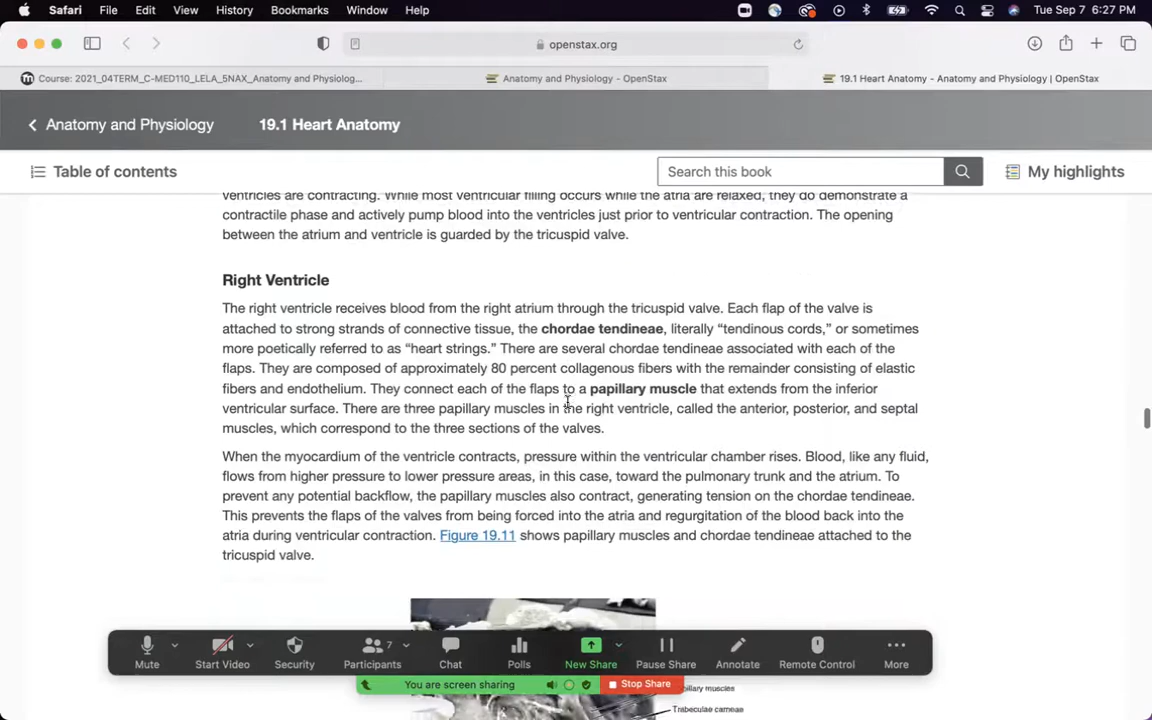 Safari File Edit View History Bookmarks Window Help Tue Sep 7 6:27 PM
openstax.org
Course: 2021_04TERM_C-MED110_LELA_5NAX_Anatomy and Physiolog... Anatomy and Physiology - OpenStax 19.1 Heart Anatomy - Anatomy and Physiology | OpenStax
Anatomy and Physiology 19.1 Heart Anatomy
Table of contents Search this book My highlights
ventricles are contracting. While most ventricular filling occurs while the atria are relaxed, they do demonstrate a
contractile phase and actively pump blood into the ventricles just prior to ventricular contraction. The opening
between the atrium and ventricle is guarded by the tricuspid valve.
Right Ventricle
The right ventricle receives blood from the right atrium through the tricuspid valve. Each flap of the valve is
attached to strong strands of connective tissue, the chordae tendineae, literally “tendinous cords,” or sometimes
more poetically referred to as “heart strings.” There are several chordae tendineae associated with each of the
flaps. They are composed of approximately 80 percent collagenous fibers with the remainder consisting of elastic
fibers and endothelium. They connect each of the flaps to a papillary muscle that extends from the inferior
ventricular surface. There are three papillary muscles in the right ventricle, called the anterior, posterior, and septal
muscles, which correspond to the three sections of the valves.
When the myocardium of the ventricle contracts, pressure within the ventricular chamber rises. Blood, like any fluid,
flows from higher pressure to lower pressure areas, in this case, toward the pulmonary trunk and the atrium. To
prevent any potential backflow, the papillary muscles also contract, generating tension on the chordae tendineae.
This prevents the flaps of the valves from being forced into the atria and regurgitation of the blood back into the
atria during ventricular contraction. Figure 19.11 shows papillary muscles and chordae tendineae attached to the
tricuspid valve.
7
Mute Start Video Security Participants Chat Polls New Share Pause Share Annotate Remote Control More
You are screen sharing Stop Share
muscles
Trabeculae carneae